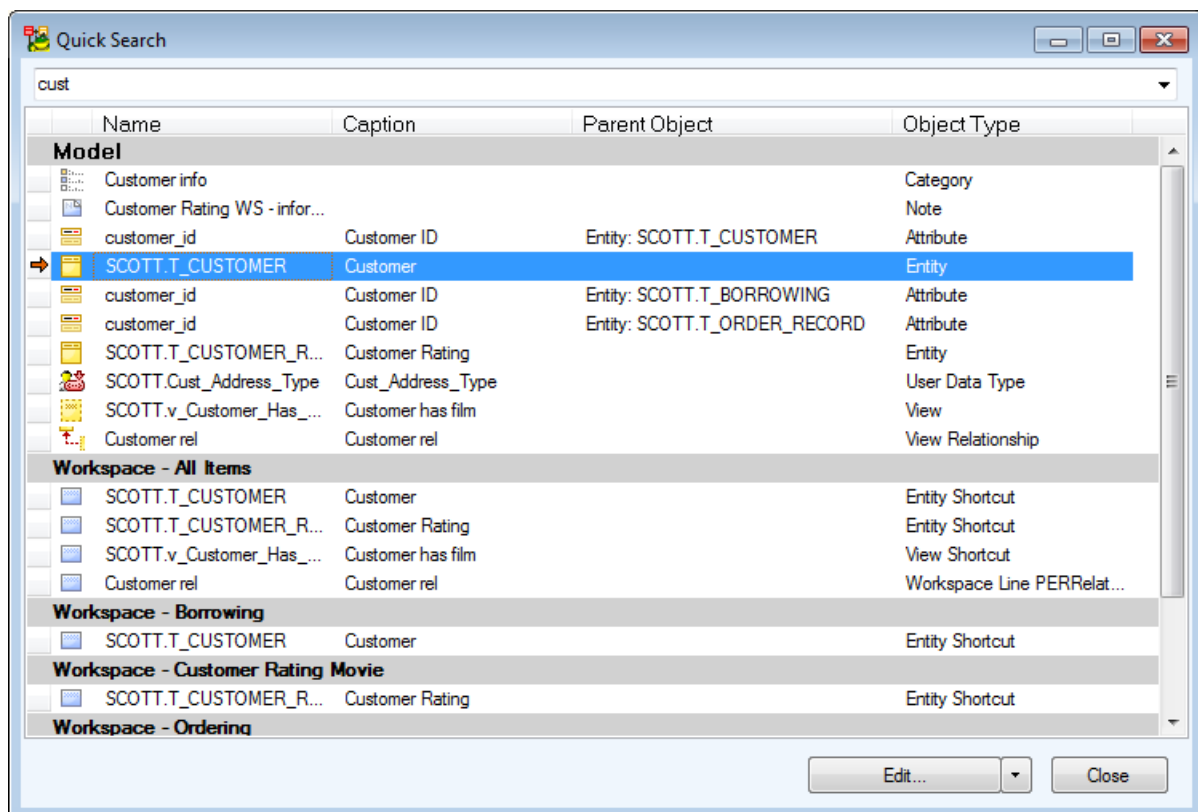 Quick Search
cust
Name Caption Parent Object Object Type
Model
Customer info Category
Customer Rating WS - infor... Note
customer_id Customer ID Entity: SCOTT.T_CUSTOMER Attribute
SCOTT.T_CUSTOMER Customer Entity
customer_id Customer ID Entity: SCOTT.T_BORROWING Attribute
customer_id Customer ID Entity: SCOTT.T_ORDER_RECORD Attribute
SCOTT.T_CUSTOMER_R... Customer Rating Entity
SCOTT.Cust_Address_Type Cust_Address_Type User Data Type
SCOTT.v_Customer_Has_... Customer has film View
Customer rel Customer rel View Relationship
Workspace - All Items
SCOTT.T_CUSTOMER Customer Entity Shortcut
SCOTT.T_CUSTOMER_R... Customer Rating Entity Shortcut
SCOTT.v_Customer_Has_... Customer has film View Shortcut
Customer rel Customer rel Workspace Line PERRelat...
Workspace - Borrowing
SCOTT.T_CUSTOMER Customer Entity Shortcut
Workspace - Customer Rating Movie
SCOTT.T_CUSTOMER_R... Customer Rating Entity Shortcut
Workspace - Ordering
Edit... Close